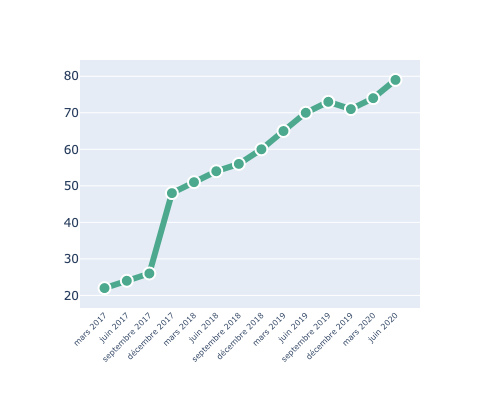 80
70
60
50
40
30
20
mars 2017
juin 2017
septembre 2017
décembre 2017
mars 2018
juin 2018
septembre 2018
décembre 2018
mars 2019
juin 2019
septembre 2019
décembre 2019
mars 2020
juin 2020